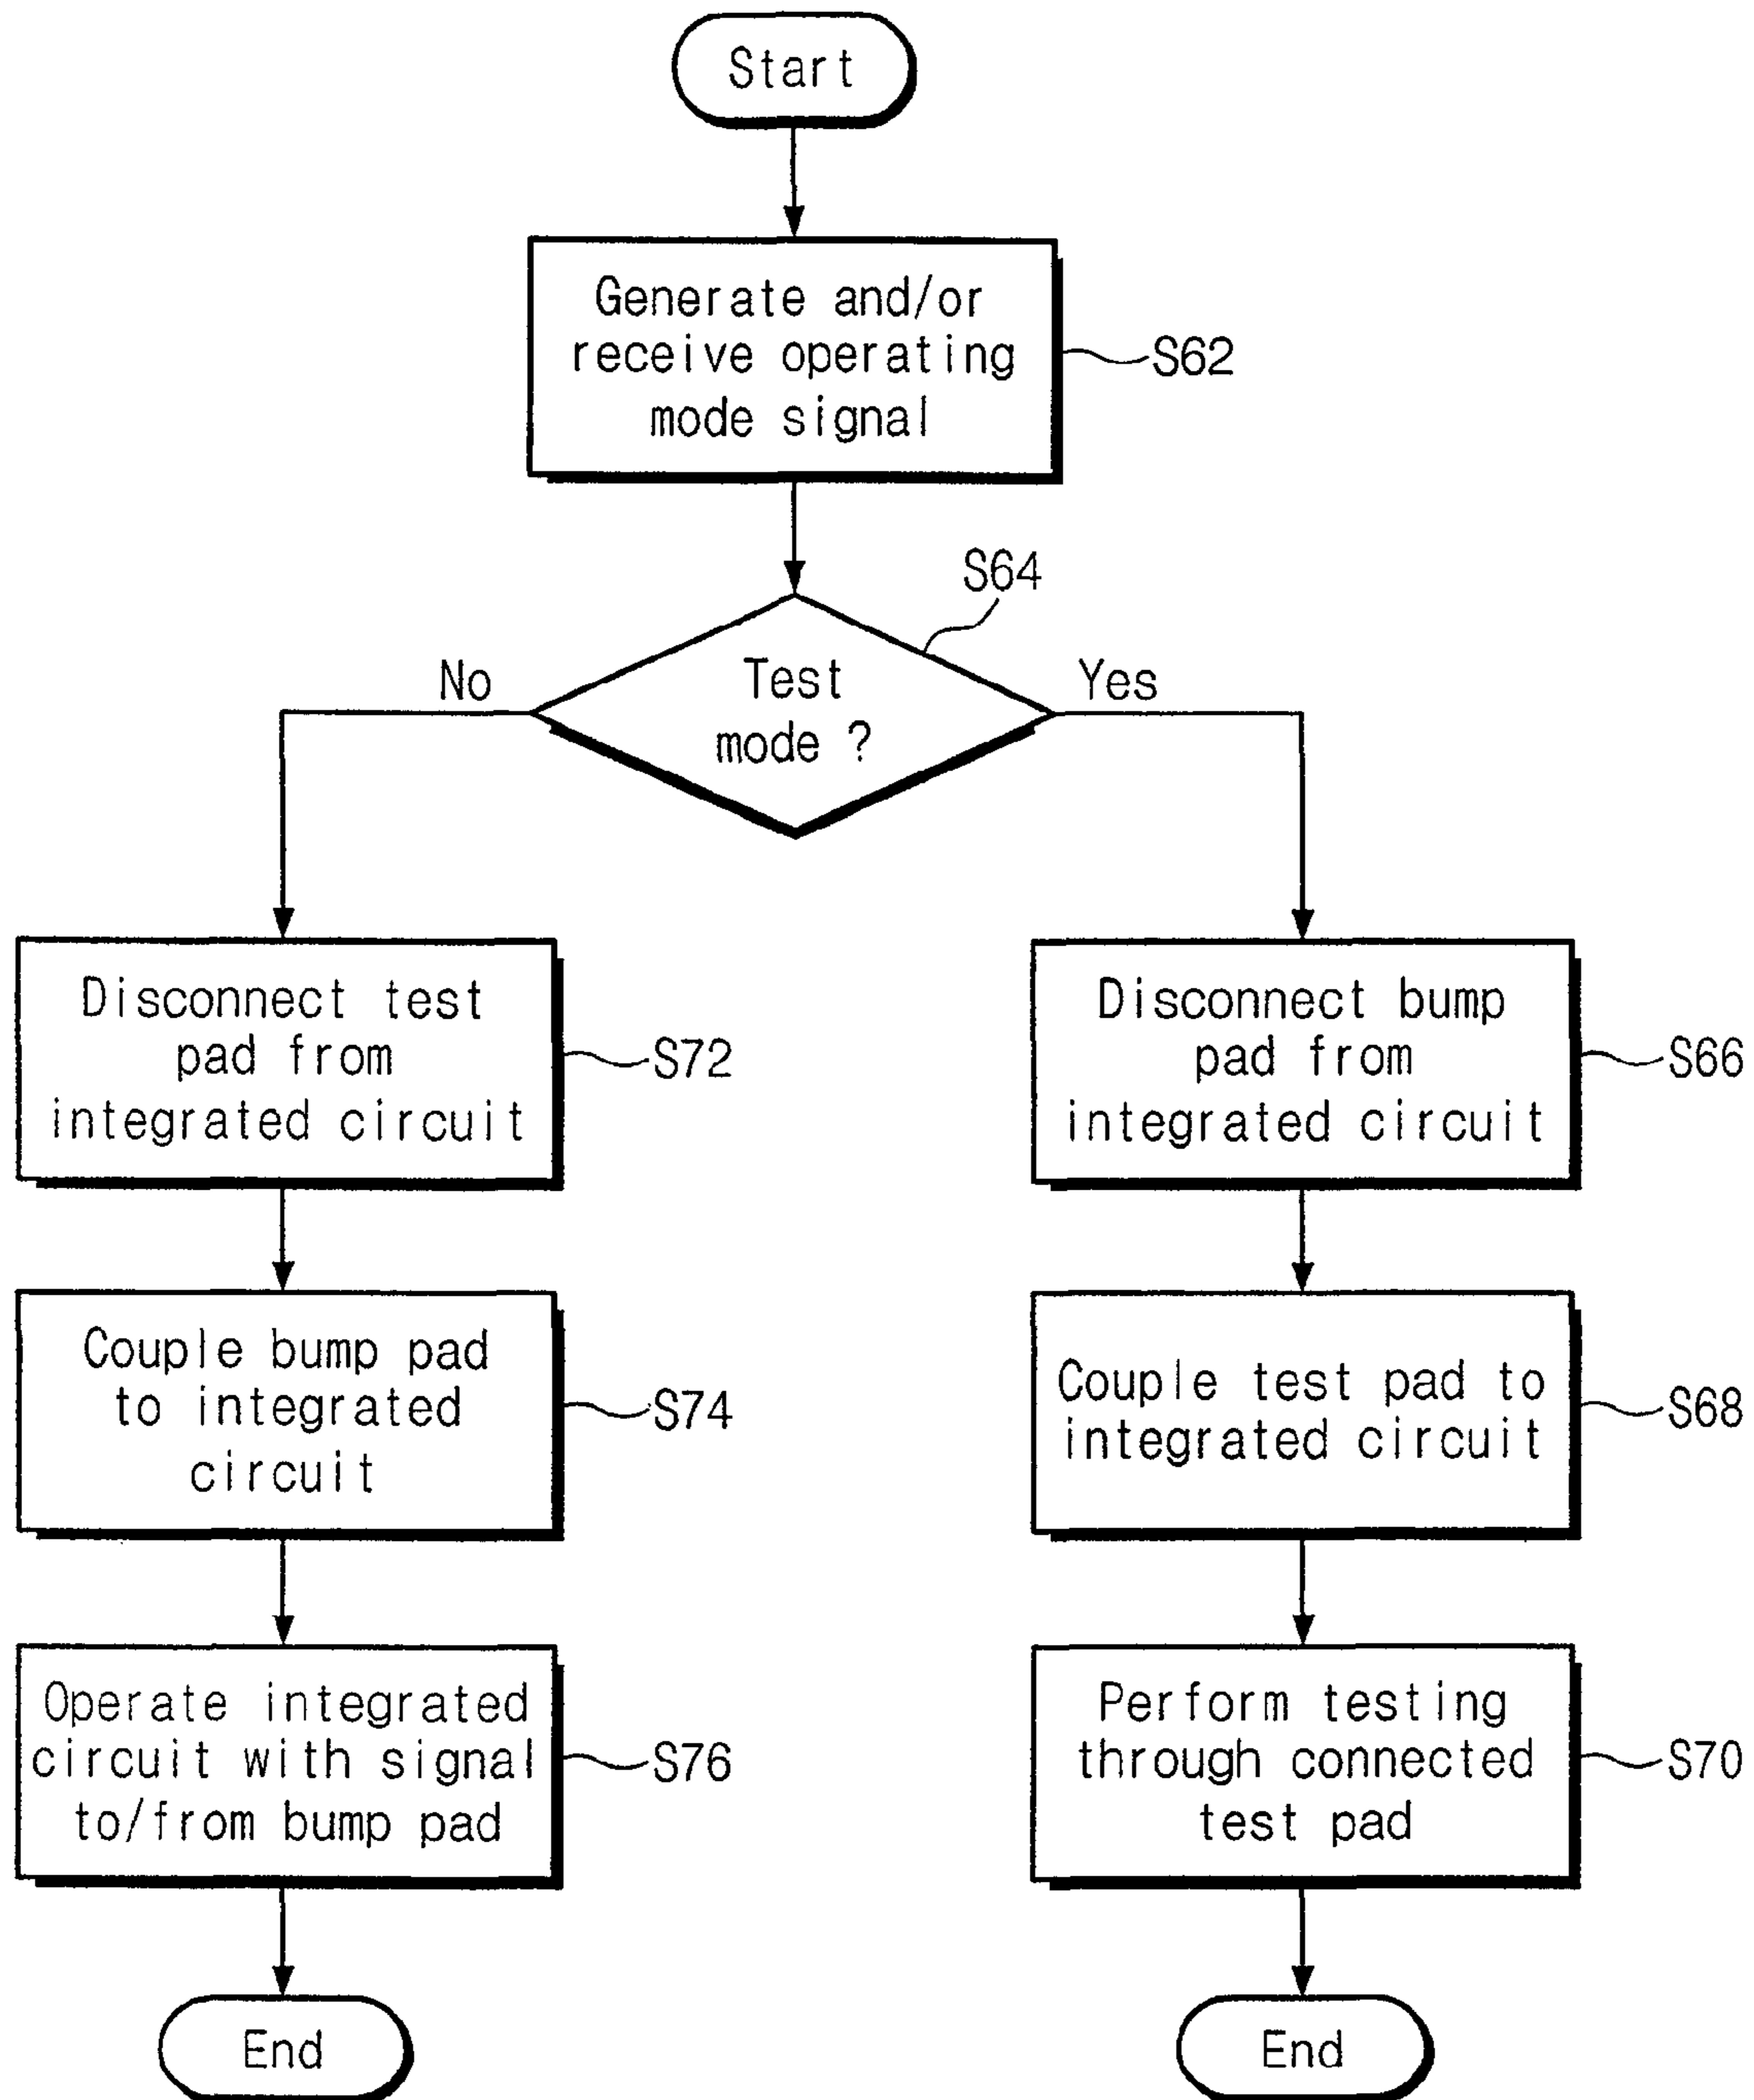 Start
Generate and/or
receive operating
mode signal
S62
S64
Test
mode ?
No
Yes
Disconnect test
pad from
integrated circuit
S72
Disconnect bump
pad from
integrated circuit
S66
Couple bump pad
to integrated
circuit
S74
Couple test pad to
integrated circuit
S68
Operate integrated
circuit with signal
to/from bump pad
S76
Perform testing
through connected
test pad
S70
End
End